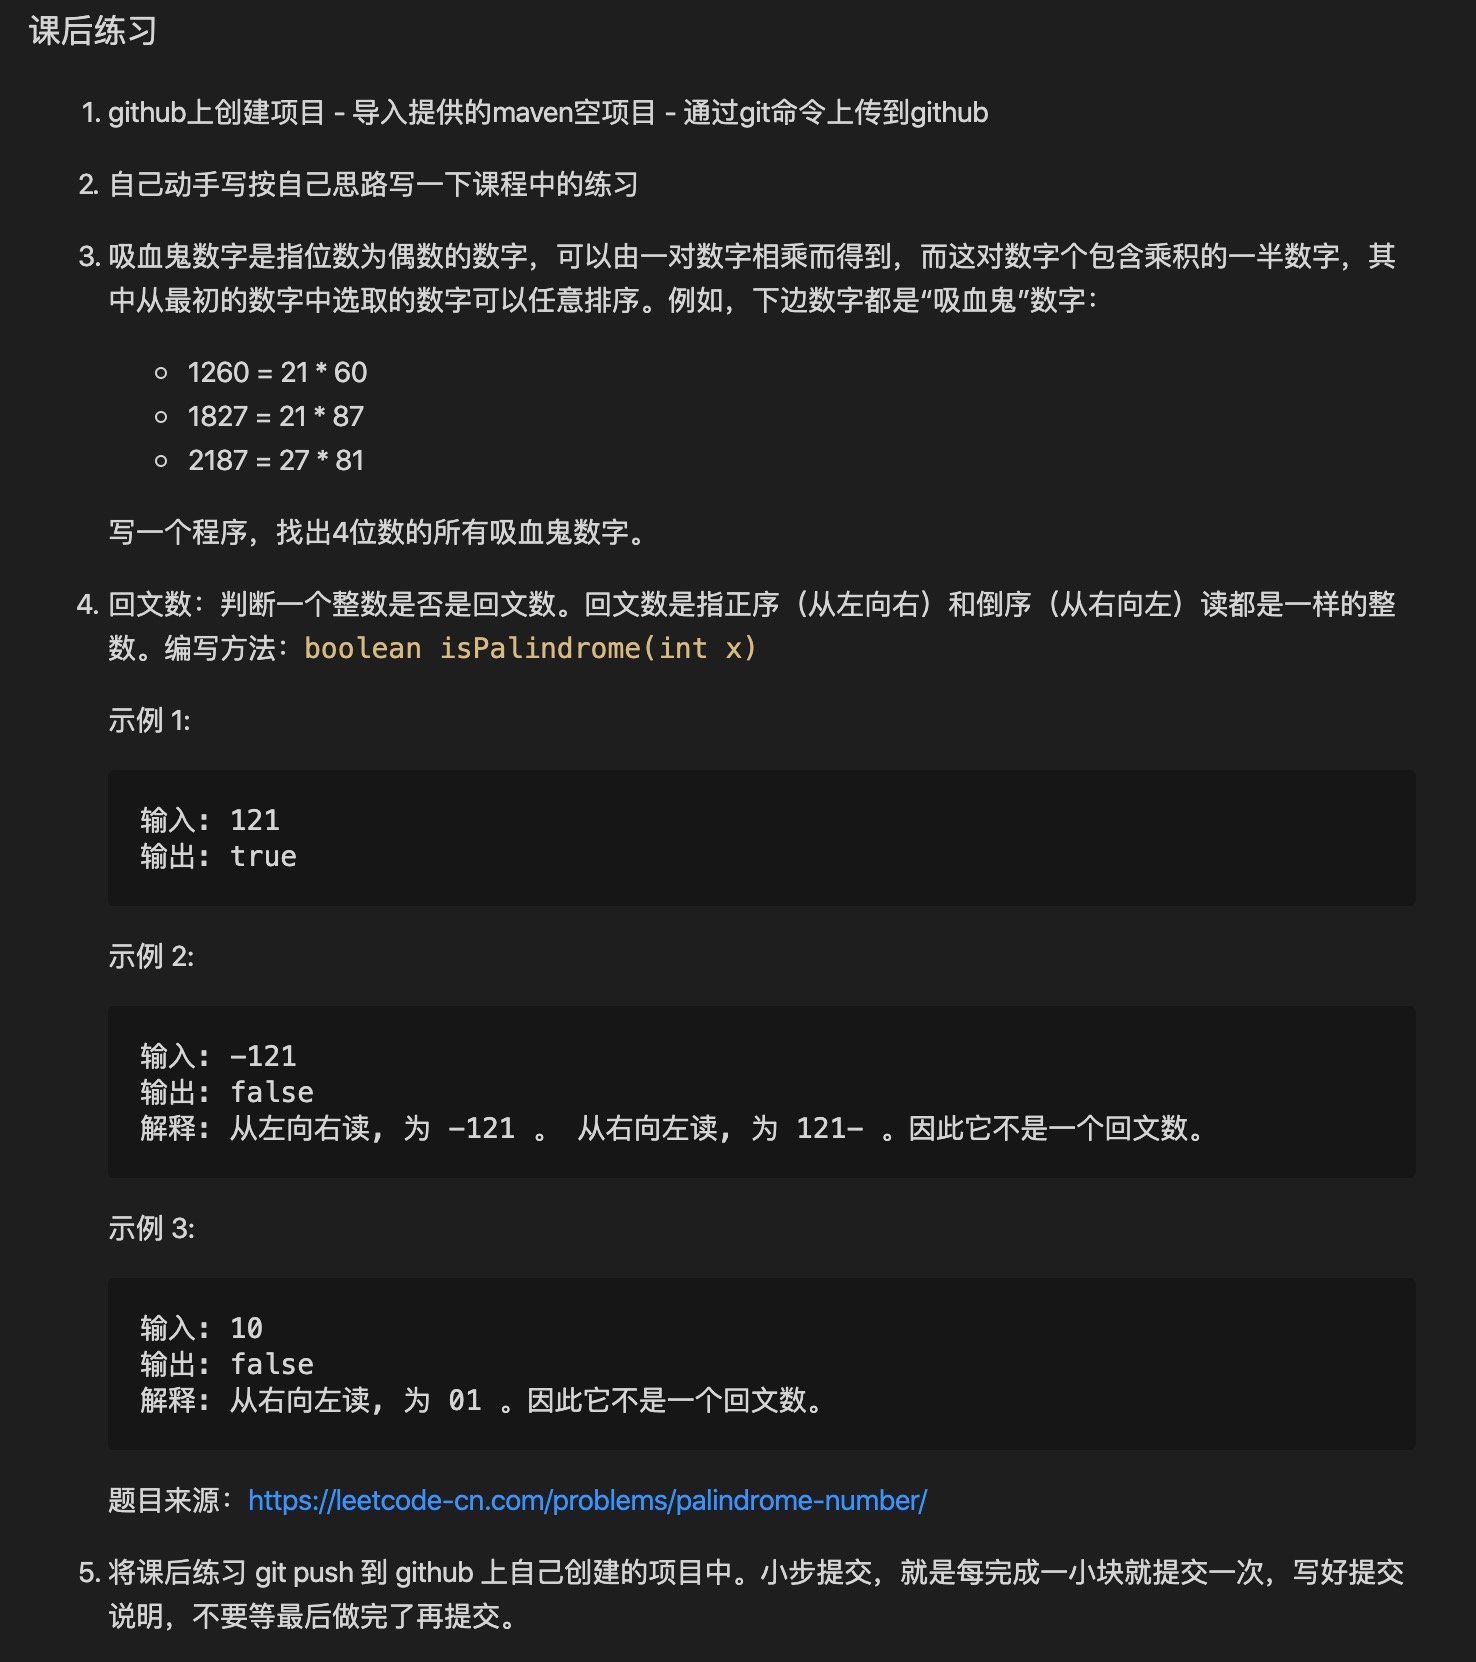 课后练习
1. github上创建项目 - 导入提供的maven空项目 - 通过git命令上传到github
2. 自己动手写按自己思路写一下课程中的练习
3. 吸血鬼数字是指位数为偶数的数字，可以由一对数字相乘而得到，而这对数字个包含乘积的一半数字，其
中从最初的数字中选取的数字可以任意排序。例如，下边数字都是“吸血鬼”数字：
1260 = 21 * 60
1827 = 21 * 87
2187 = 27 * 81
写一个程序，找出4位数的所有吸血鬼数字。
4. 回文数：判断一个整数是否是回文数。回文数是指正序（从左向右）和倒序（从右向左）读都是一样的整
数。编写方法：boolean isPalindrome(int x)
示例 1:
输入: 121
输出: true
示例 2:
输入: -121
输出: false
解释: 从左向右读, 为 -121 。 从右向左读, 为 121- 。因此它不是一个回文数。
示例 3:
输入: 10
输出: false
解释: 从右向左读, 为 01 。因此它不是一个回文数。
题目来源：https://leetcode-cn.com/problems/palindrome-number/
5. 将课后练习 git push 到 github 上自己创建的项目中。小步提交，就是每完成一小块就提交一次，写好提交
说明，不要等最后做完了再提交。